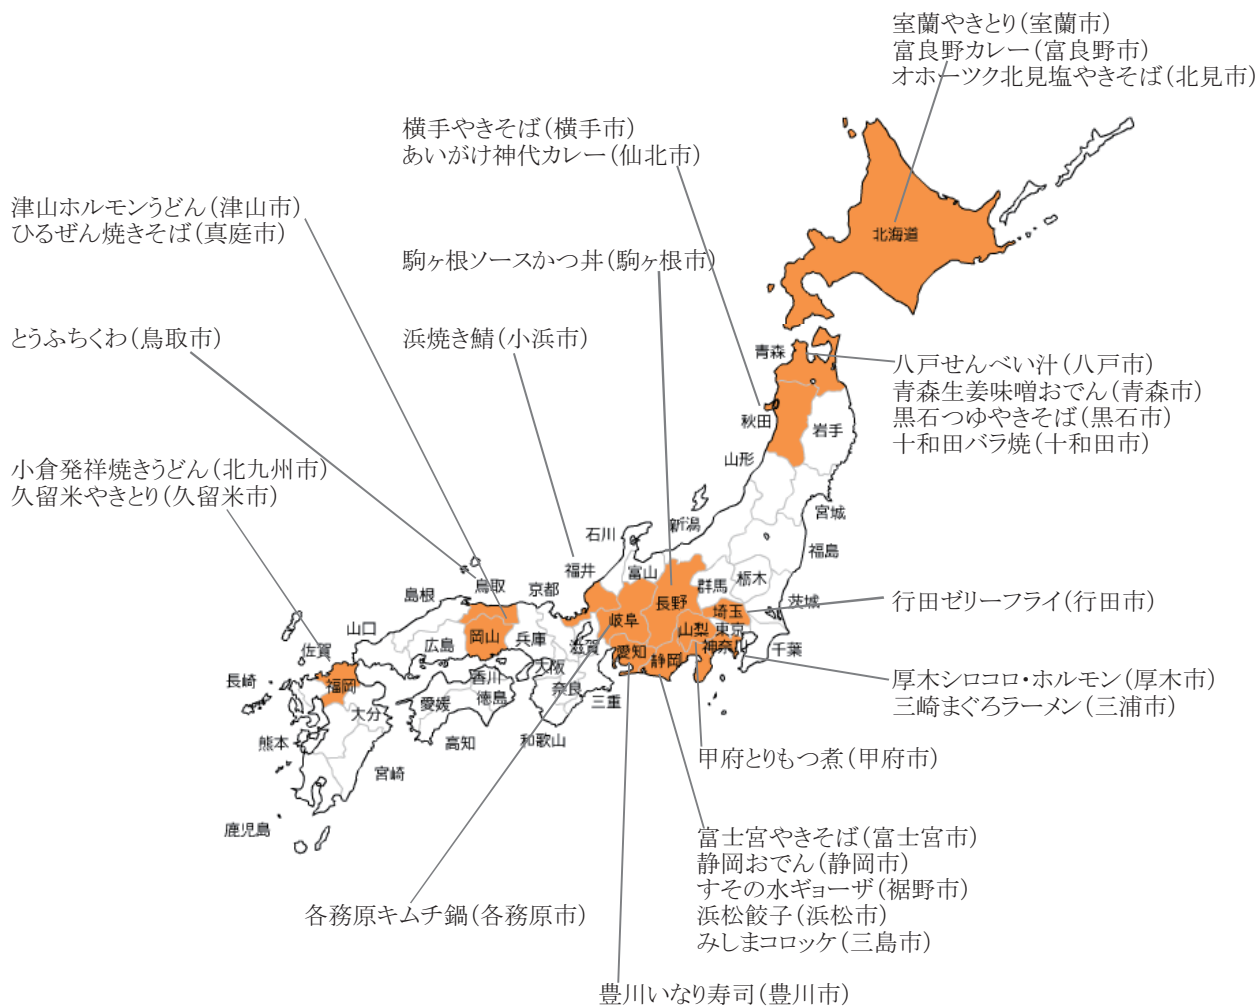 室蘭やきとり(室蘭市)
富良野カレー(富良野市)
オホーツク北見塩やきそば(北見市)
横手やきそば(横手市)
あいがけ神代カレー(仙北市)
津山ホルモンうどん(津山市)
ひるぜん焼きそば(真庭市)
北海道
駒ヶ根ソースかつ丼(駒ヶ根市)
とうふちくわ(鳥取市)
浜焼き鯖(小浜市)
青森
八戸せんべい汁(八戸市)
青森生姜味噌おでん(青森市)
黒石つゆやきそば(黒石市)
十和田バラ焼(十和田市)
秋田
岩手
山形
小倉発祥焼きうどん(北九州市)
久留米やきとり(久留米市)
宮城
新潟
石川
福島
福井
富山
群馬
栃木
鳥取
京都
島根
長野
埼玉
茨城
行田ゼリーフライ(行田市)
岐阜
山梨
東京
山口
広島
岡山
兵庫
滋賀
愛知
静岡
神奈川
千葉
佐賀
大阪
香川
長崎
福岡
奈良
徳島
愛媛
三重
厚木シロコロ・ホルモン(厚木市)
三崎まぐろラーメン(三浦市)
大分
熊本
高知
和歌山
甲府とりもつ煮(甲府市)
宮崎
鹿児島
富士宮やきそば(富士宮市)
静岡おでん(静岡市)
すその水ギョーザ(裾野市)
浜松餃子(浜松市)
みしまコロッケ(三島市)
各務原キムチ鍋(各務原市)
豊川いなり寿司(豊川市)